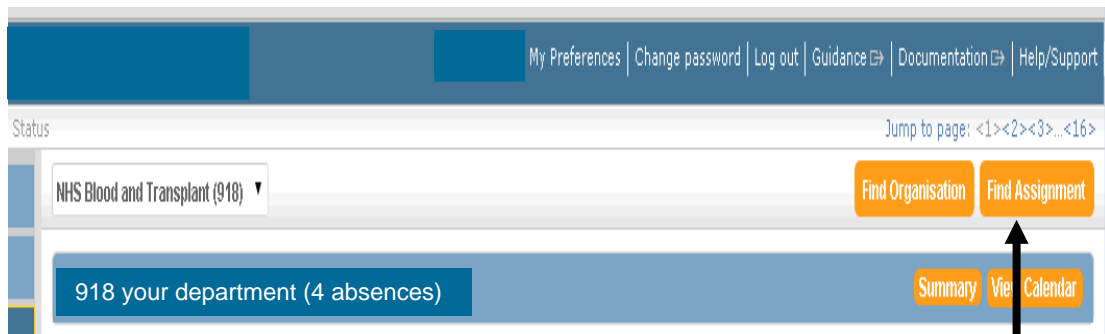 My Preferences | Change password | Log out | Guidance | Documentation | Help/Support
Status Jump to page: <1><2><3>...<16>
NHS Blood and Transplant (918) Find Organisation Find Assignment
918 your department (4 absences) Summary View Calendar